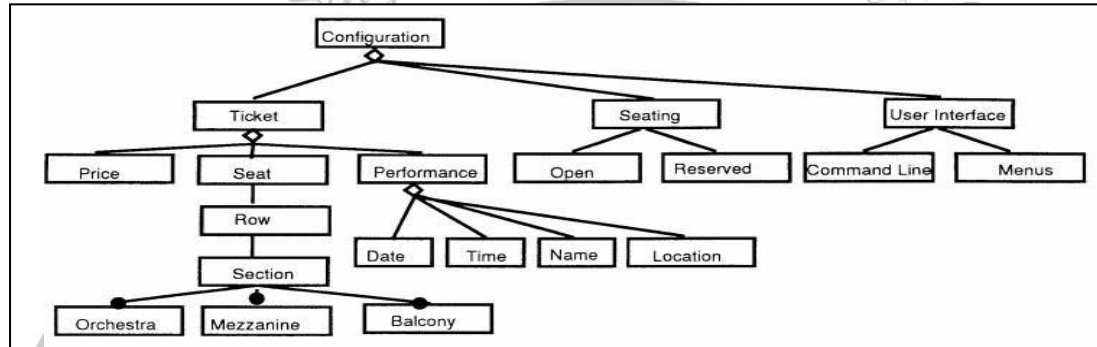 Configuration
Ticket Seating User Interface
Price Seat Performance Open Reserved Command Line Menus
Row
Date Time Name Location
Section
Orchestra Mezzanine Balcony